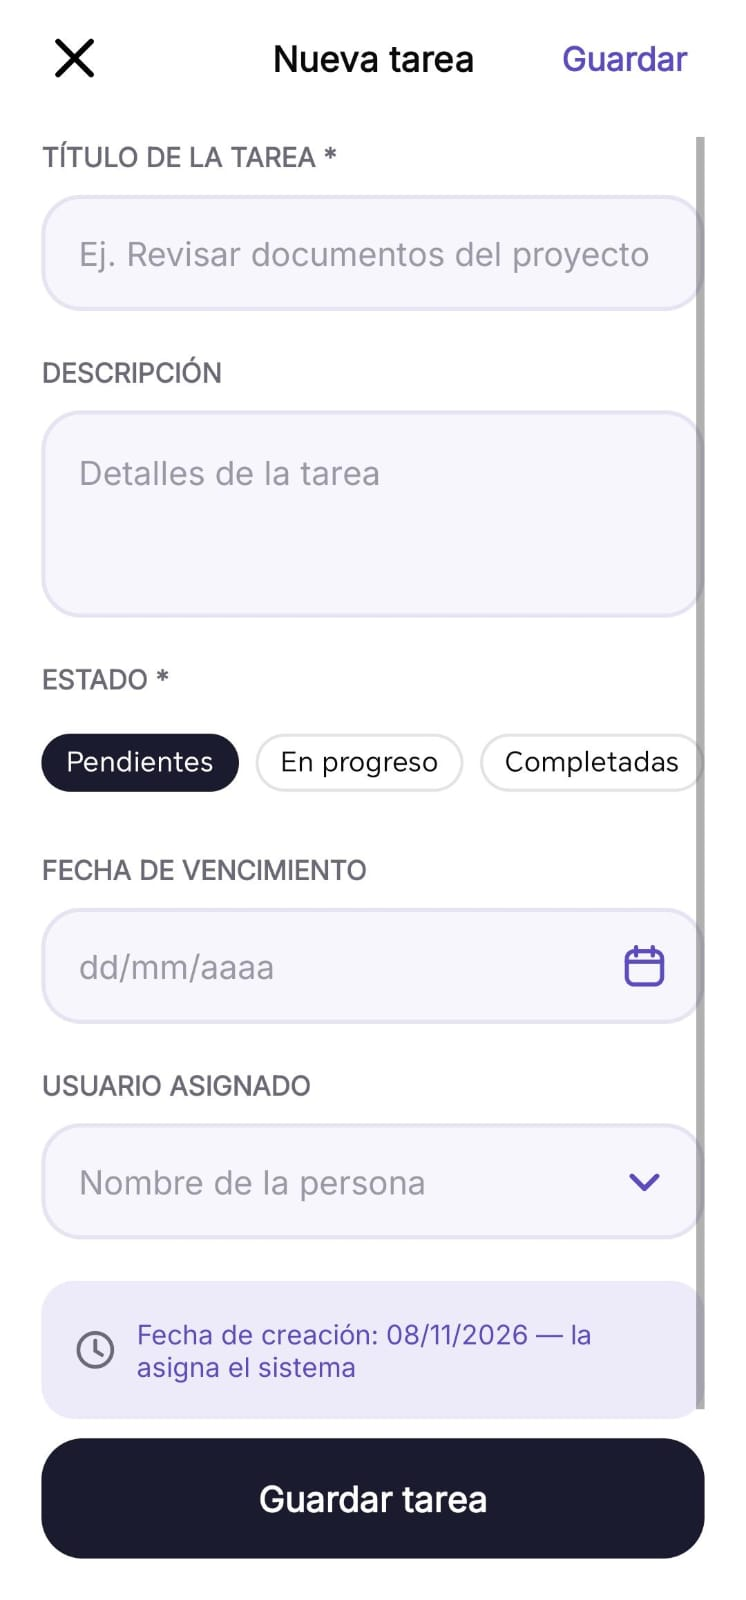 Nueva tarea
Guardar
TÍTULO DE LA TAREA *
Ej. Revisar documentos del proyecto
DESCRIPCIÓN
Detalles de la tarea
ESTADO *
Pendientes
En progreso
Completadas
FECHA DE VENCIMIENTO
dd/mm/aaaa
USUARIO ASIGNADO
Nombre de la persona
Fecha de creación: 08/11/2026 — la
asigna el sistema
Guardar tarea